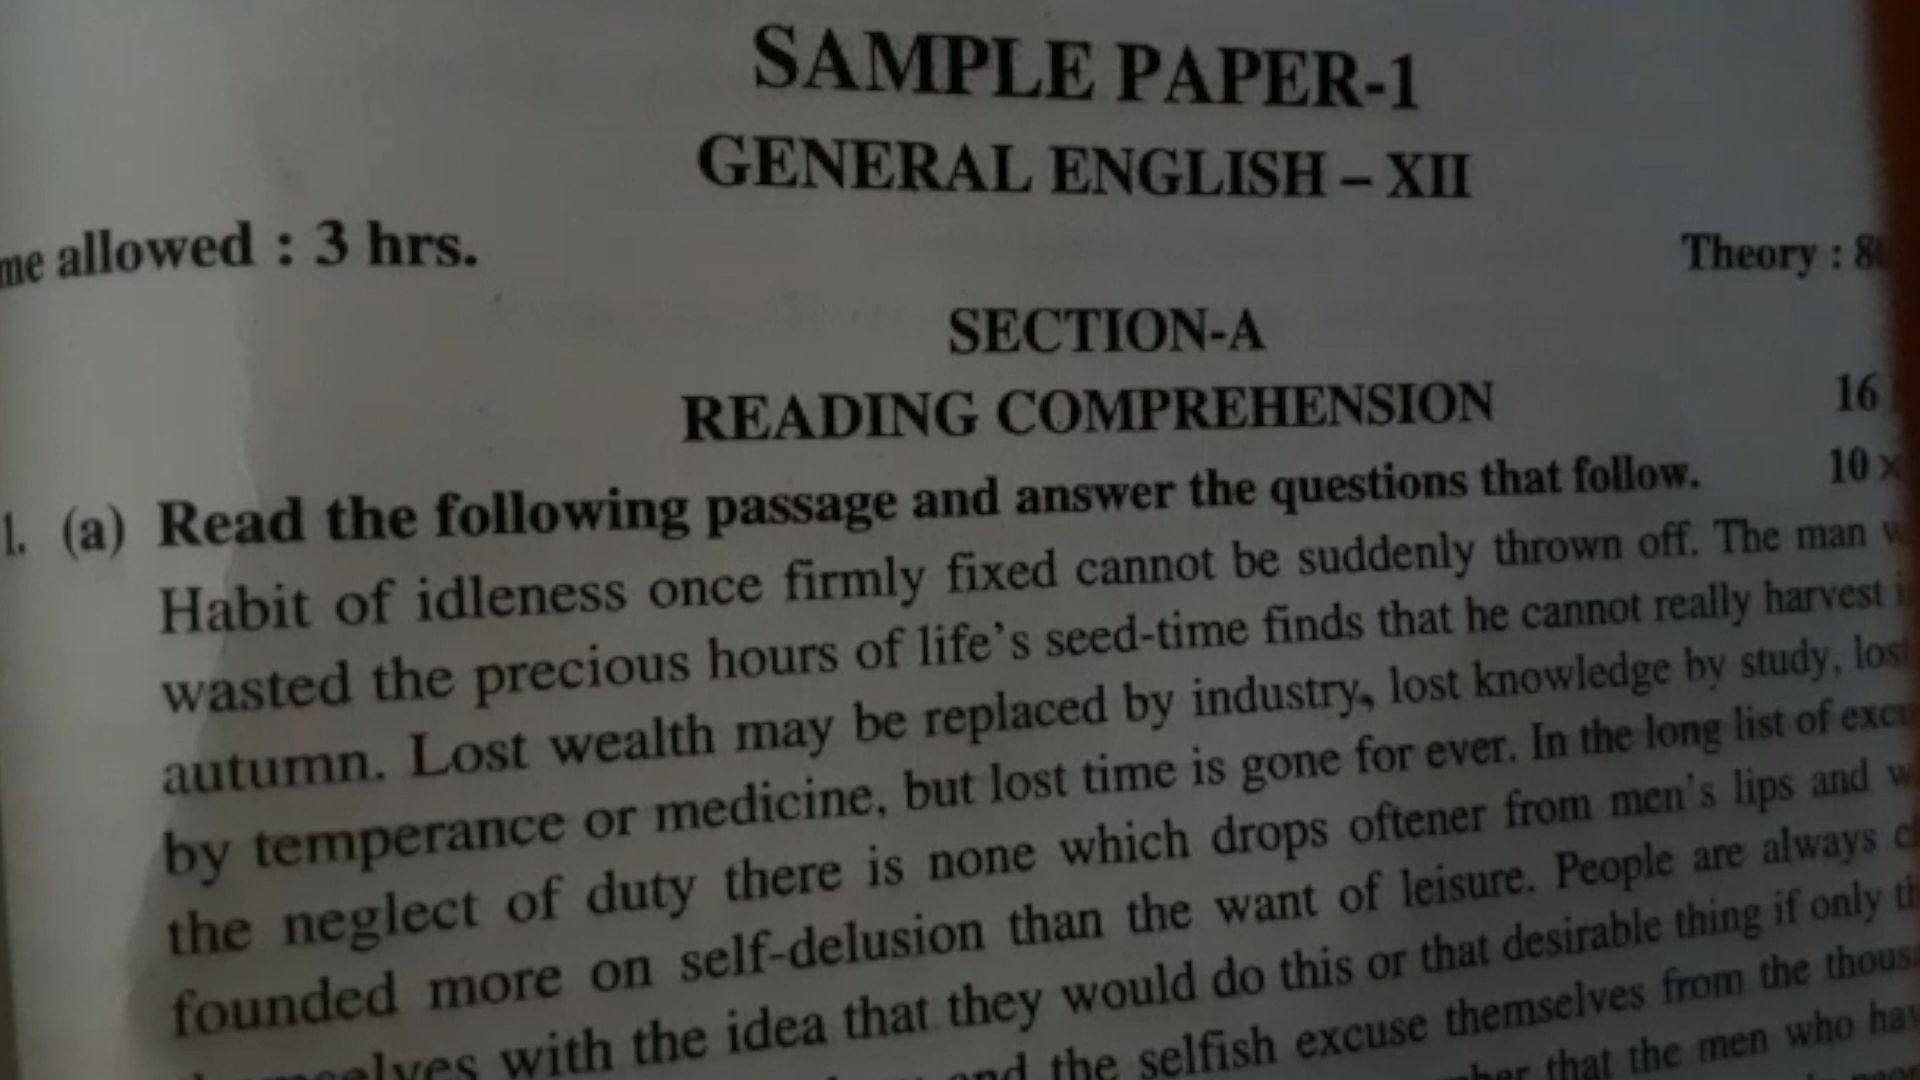 SAMPLE PAPER-1
GENERAL ENGLISH – XII
allowed : 3 hrs.
Theory :
SECTION-A
READING COMPREHENSION 16
1. (a) Read the following passage and answer the questions that follow. 10 ×
Habit of idleness once firmly fixed cannot be suddenly thrown off. The man
wasted the precious hours of life's seed-time finds that he cannot really harvest
autumn. Lost wealth may be replaced by industry, lost knowledge by study,
by temperance or medicine, but lost time is gone for ever. In the long list of
the neglect of duty there is none which drops oftener from men's lips and
founded more on self-delusion than the want of leisure. People are always
with the idea that they would do this or that desirable thing if only
the selfish excuse themselves from the
that the men who